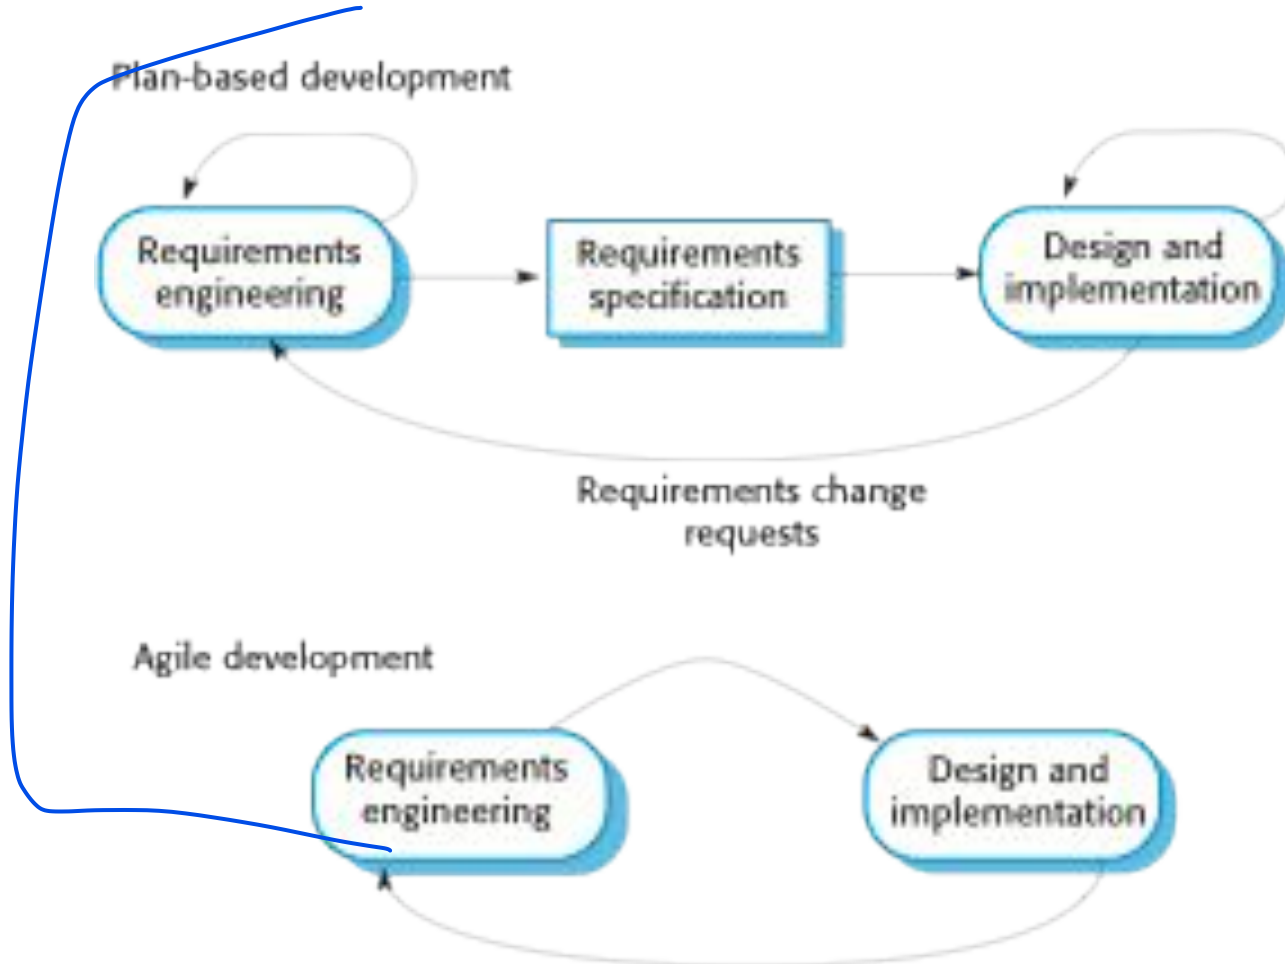 Plan-based development
Requirements
engineering
Requirements
specification
Design and
implementation
Requirements change
requests
Agile development
Requirements
engineering
Design and
implementation